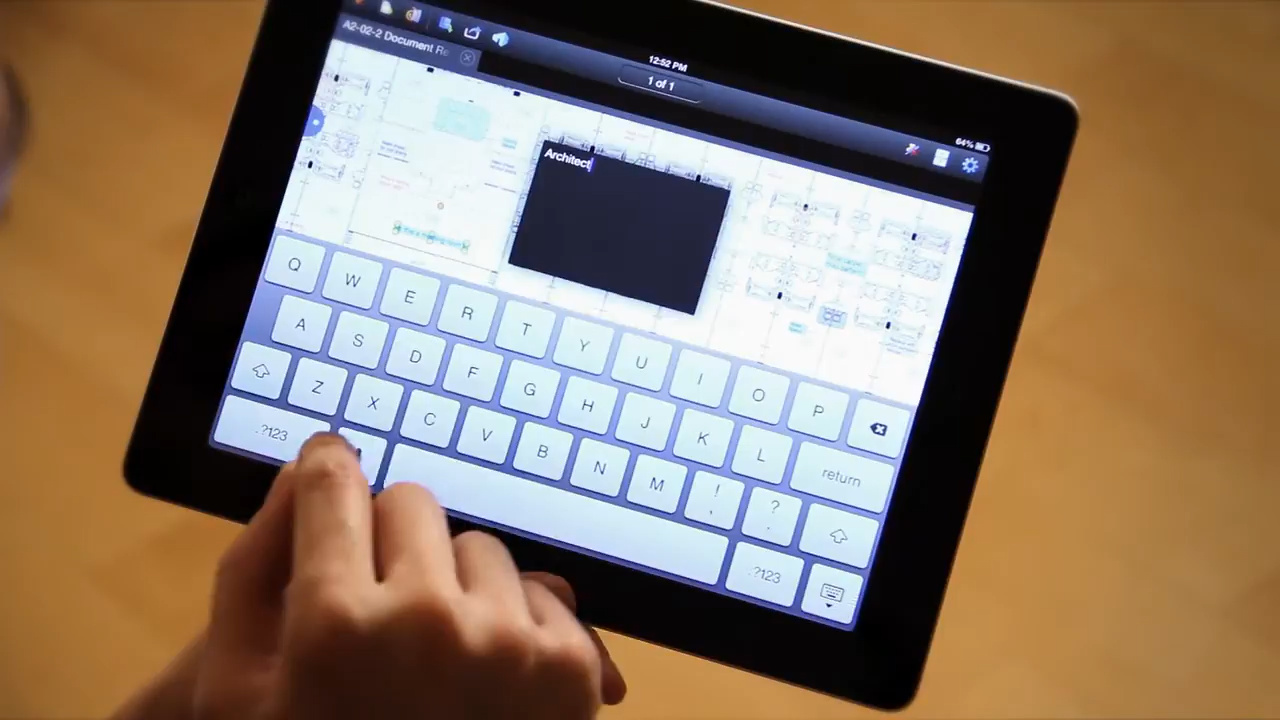 A2-02-2 Document Re
12:52 PM
1 of 1
64%
Architect
Q W E R T Y U I O P
A S D F G H J K L return
Z X C V B N M ! ?
, .
.?123 .?123